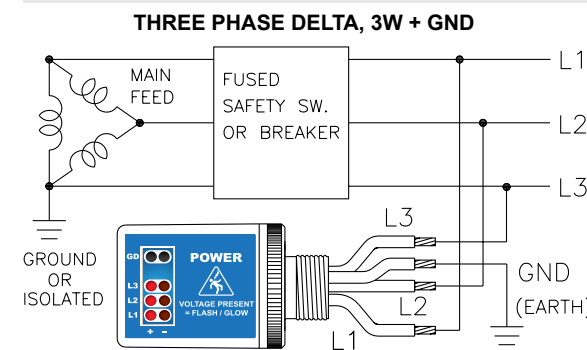 THREE PHASE DELTA, 3W + GND
MAIN
FEED
FUSED
SAFETY SW.
OR BREAKER
L1
L2
L3
GROUND
OR
ISOLATED
GD
L3
L2
L1
+ -
POWER
VOLTAGE PRESENT
= FLASH / GLOW
L3
L2
L1
GND
(EARTH)